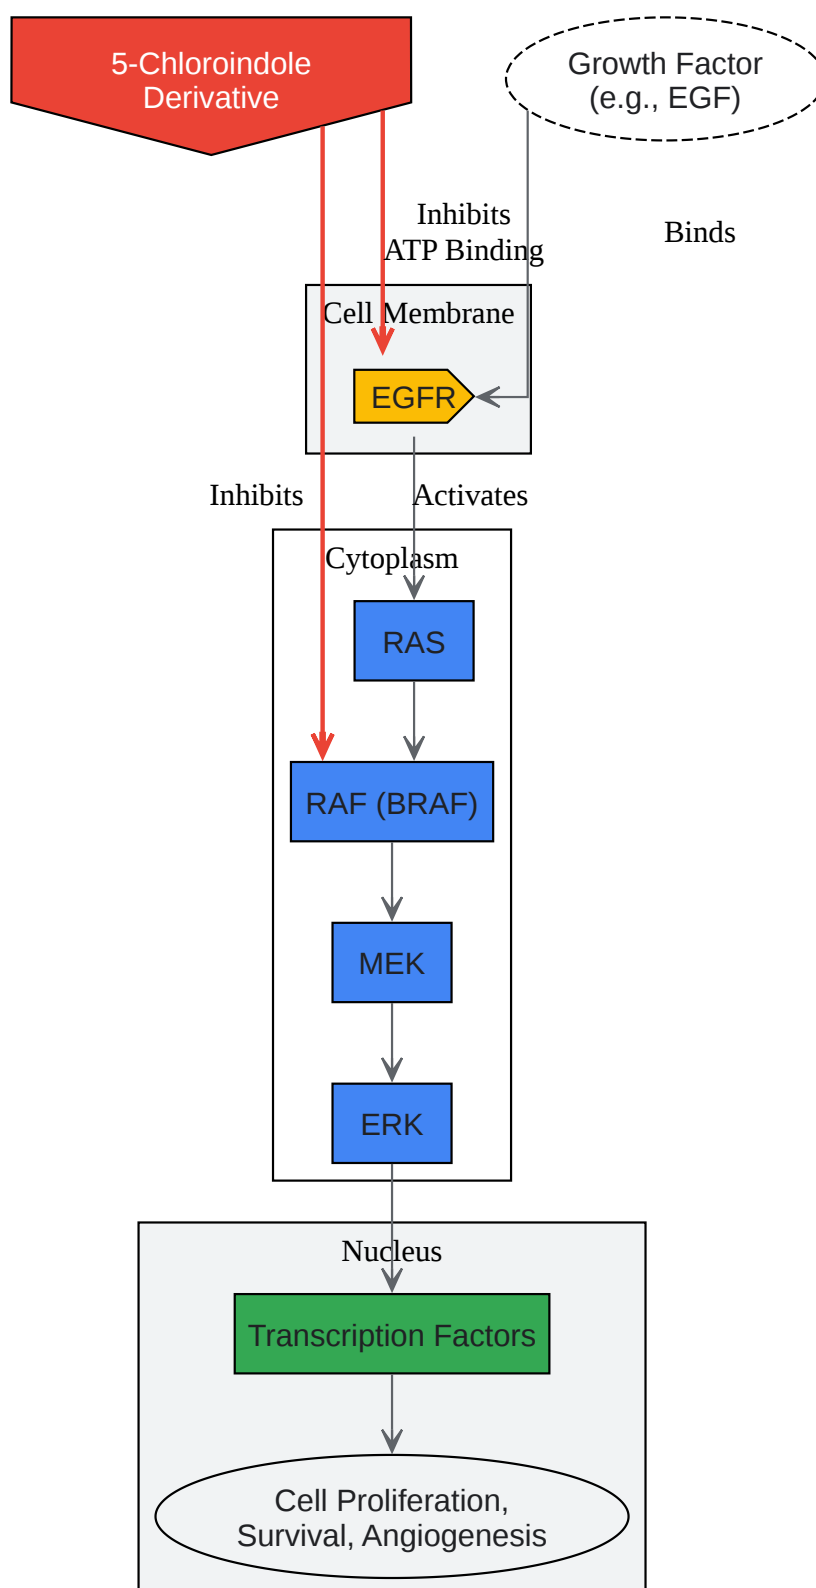 5-Chloroindole
Derivative
Growth Factor
(e.g., EGF)
Inhibits
ATP Binding
Binds
Cell Membrane
EGFR
Inhibits
Activates
Cytoplasm
RAS
RAF (BRAF)
MEK
ERK
Nucleus
Transcription Factors
Cell Proliferation,
Survival, Angiogenesis